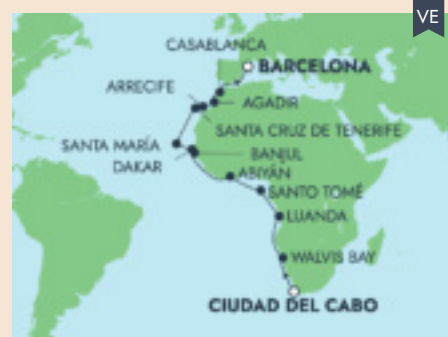 VE
CASABLANCA
BARCELONA
ARRECIFE
AGADIR
SANTA CRUZ DE TENERIFE
SANTA MARÍA
BANJUL
DAKAR
ABIYÁN
SANTO TOMÉ
LUANDA
WALVIS BAY
CIUDAD DEL CABO